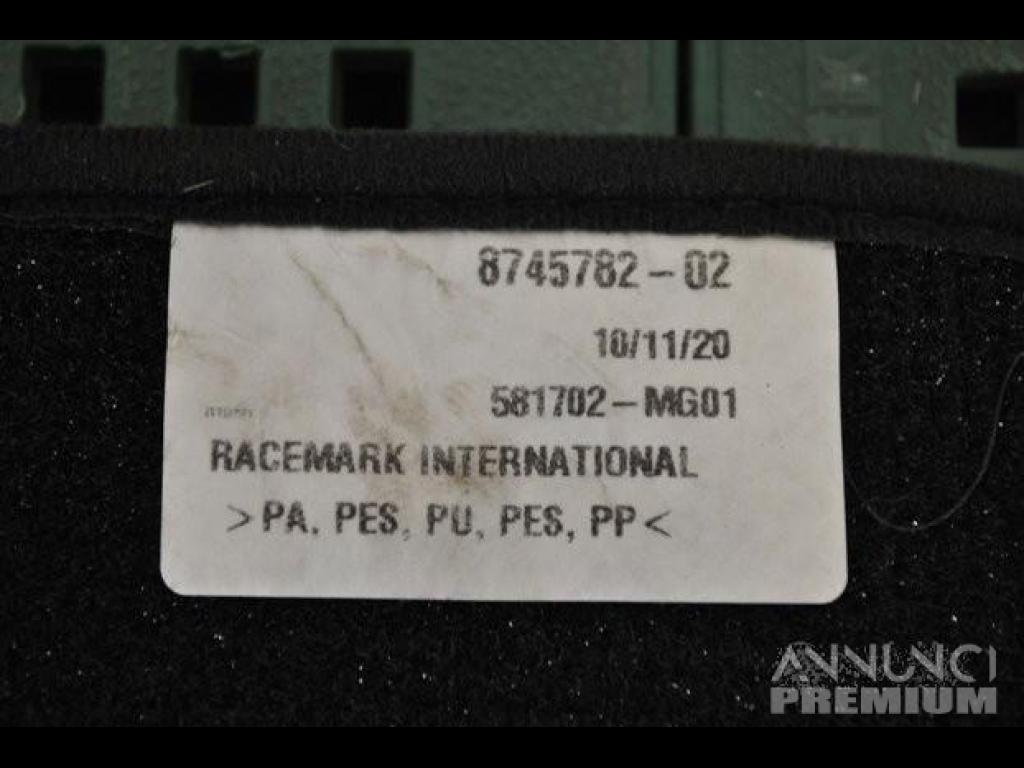 8745782-02
10/11/20
581702-MG01
RACEMARK INTERNATIONAL
>PA, PES, PU, PES, PP<
ANNUNCI
PREMIUM